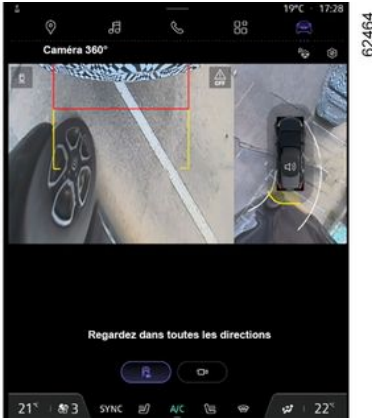 19°C 17:28
Caméra 360°
OFF
Regardez dans toutes les directions
21° 3 SYNC A/C 22°
62464